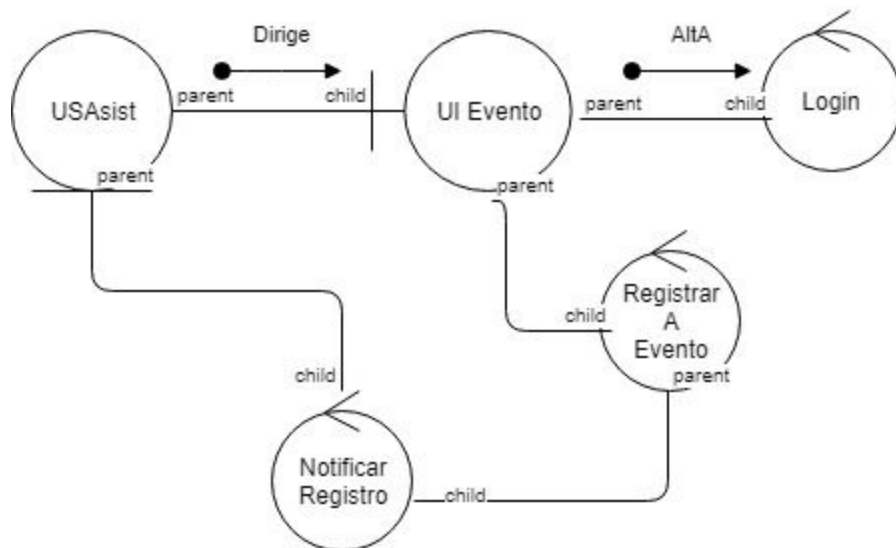 Dirige
AltA
USAsist
parent
child
UI Evento
parent
child
Login
parent
parent
Registrar
A
Evento
child
parent
child
Notificar
Registro
child